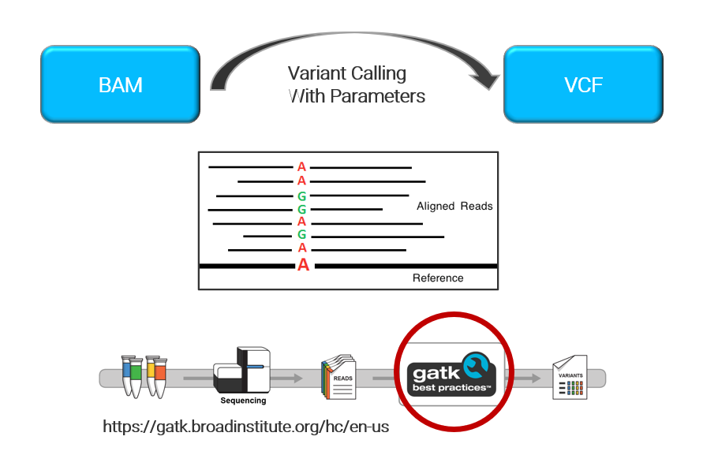 BAM
Variant Calling
With Parameters
VCF
A
A
G
G
A
G
A
A
Aligned Reads
Reference
Sequencing
READS
gatk
best practices™
VARIANTS
https://gatk.broadinstitute.org/hc/en-us